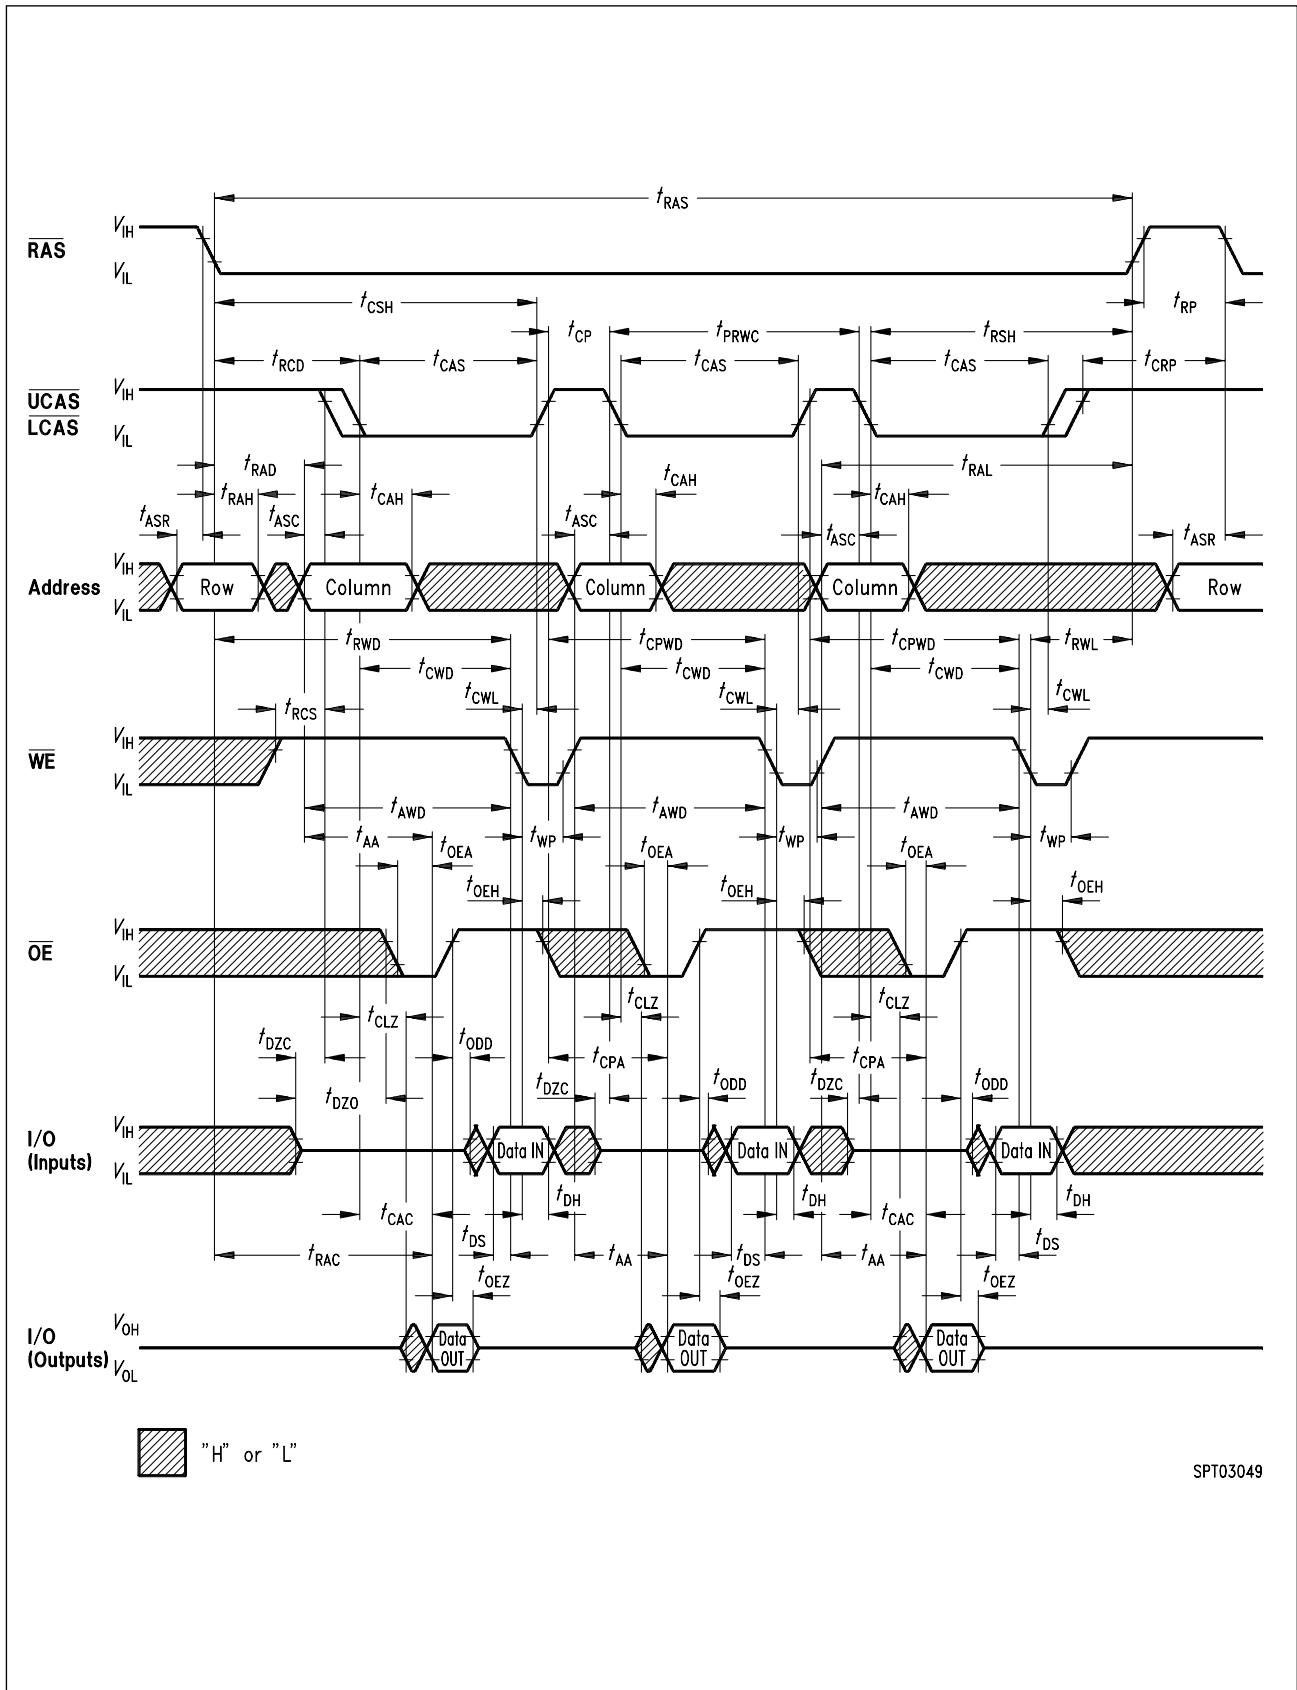 tRAS
RAS VIH
VIL
tCSH tRP
tCP tPRWC tRSH
tRCD tCAS tCAS tCAS tCRP
UCAS VIH
LCAS VIL
tRAD tRAL
tRAH tCAH tCAH tCAH
tASR tASC tASC tASC tASR
Address VIH
Row Column Column Column Row
VIL
tRWD tCPWD tCPWD tRWL
tCWD tCWD tCWD
tRCS tCWL tCWL tCWL
WE VIH
VIL
tAWD tAWD tAWD
tAA tOEA tWP tOEA tWP tOEA tWP
tOEH tOEH tOEH
OE VIH
VIL
tCLZ tCLZ tCLZ
tDZC tODD tCPA tCPA
tDZO tDZC tODD tDZC tODD
I/O VIH
(Inputs) Data IN Data IN Data IN
VIL
tCAC tDH tDH tCAC tDH
tRAC tDS tAA tDS tAA tDS
tOEZ tOEZ tOEZ
I/O VOH
(Outputs) VOL
Data OUT Data OUT Data OUT
"H" or "L"
SPT03049